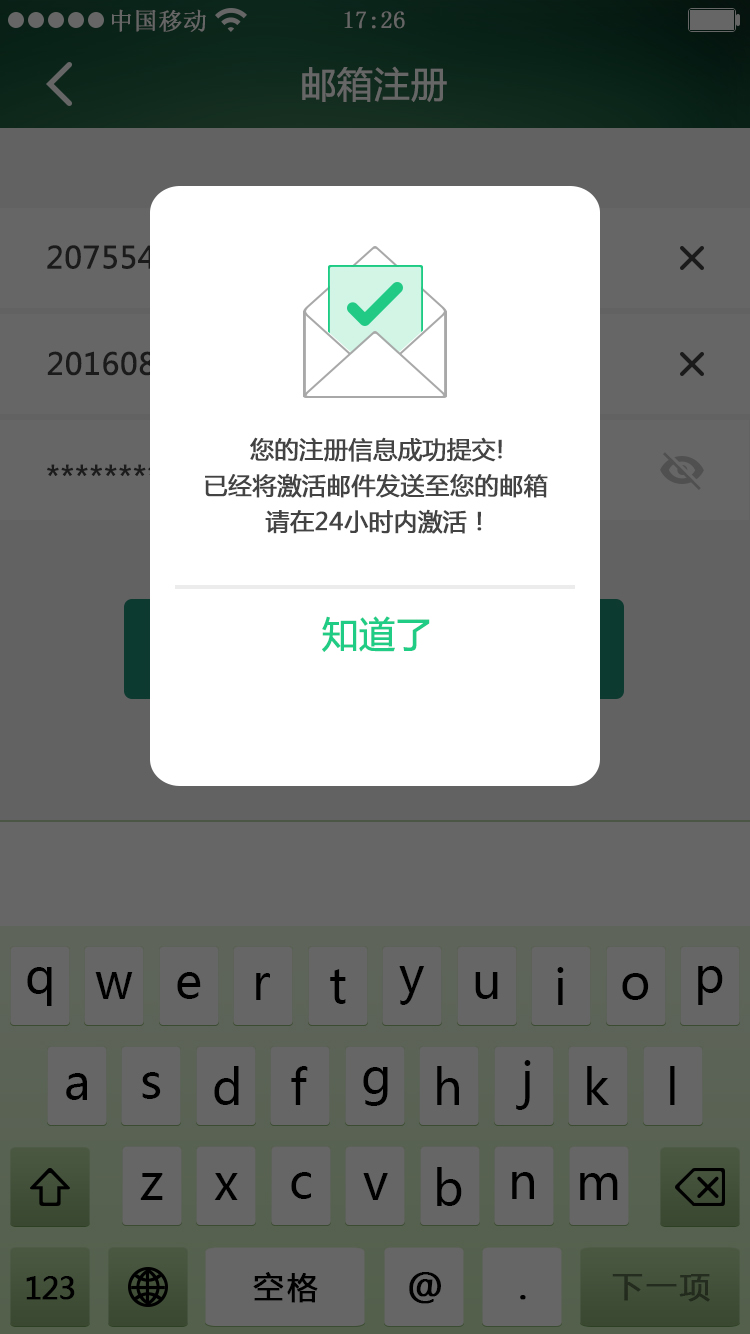 中国移动 17:26
邮箱注册
207554
201608
********
您的注册信息成功提交!
已经将激活邮件发送至您的邮箱
请在24小时内激活！
知道了
q w e r t y u i o p
a s d f g h j k l
z x c v b n m
123 空格 @ . 下一项